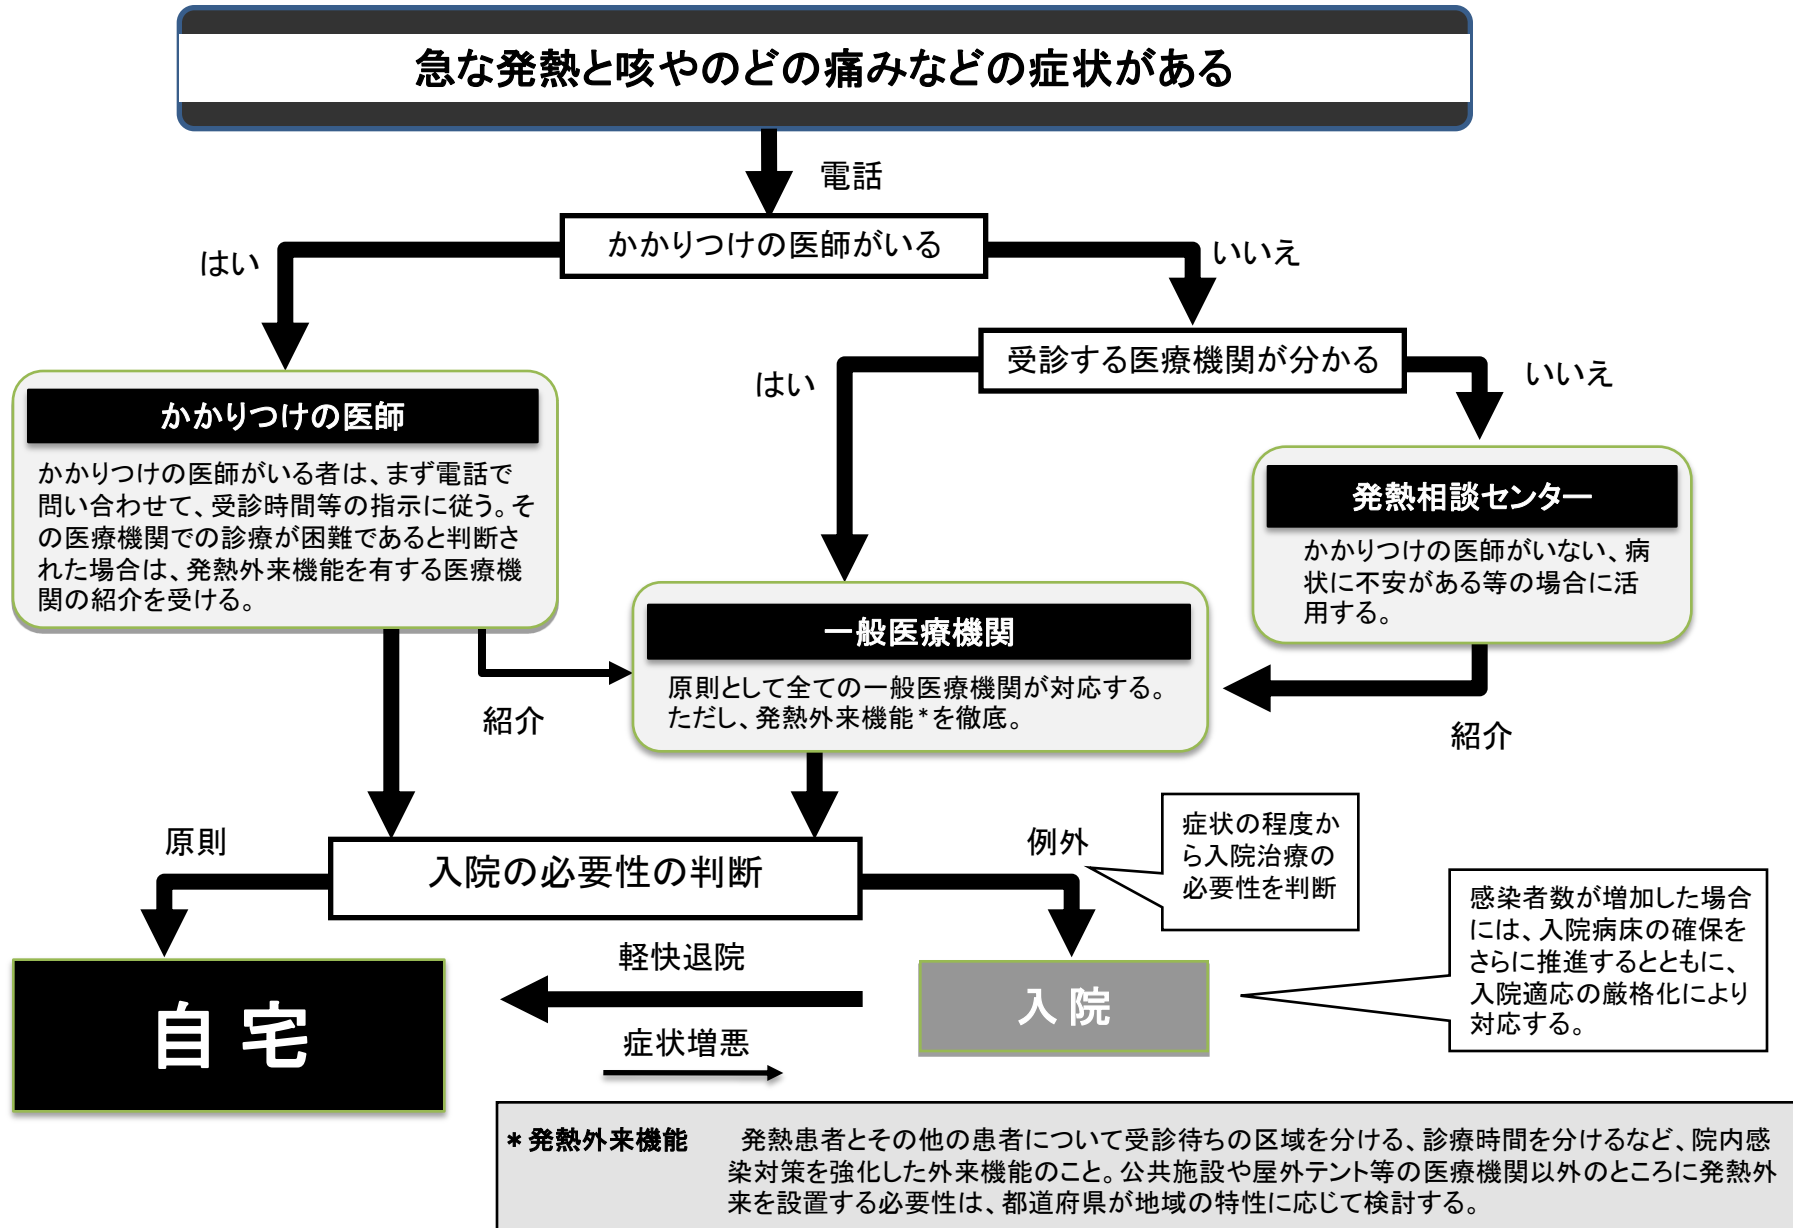 急な発熱と咳やのどの痛みなどの症状がある
電話
かかりつけの医師がいる
はい
いいえ
受診する医療機関が分かる
はい
いいえ
かかりつけの医師
かかりつけの医師がいる者は、まず電話で
問い合わせて、受診時間等の指示に従う。そ
の医療機関での診療が困難であると判断さ
れた場合は、発熱外来機能を有する医療機
関の紹介を受ける。
発熱相談センター
かかりつけの医師がいない、病
状に不安がある等の場合に活
用する。
一般医療機関
原則として全ての一般医療機関が対応する。
ただし、発熱外来機能*を徹底。
紹介
紹介
原則
入院の必要性の判断
例外
症状の程度か
ら入院治療の
必要性を判断
感染者数が増加した場合
には、入院病床の確保を
さらに推進するとともに、
入院適応の厳格化により
対応する。
自宅
軽快退院
症状増悪
入院
*発熱外来機能 発熱患者とその他の患者について受診待ちの区域を分ける、診療時間を分けるなど、院内感
染対策を強化した外来機能のこと。公共施設や屋外テント等の医療機関以外のところに発熱外
来を設置する必要性は、都道府県が地域の特性に応じて検討する。